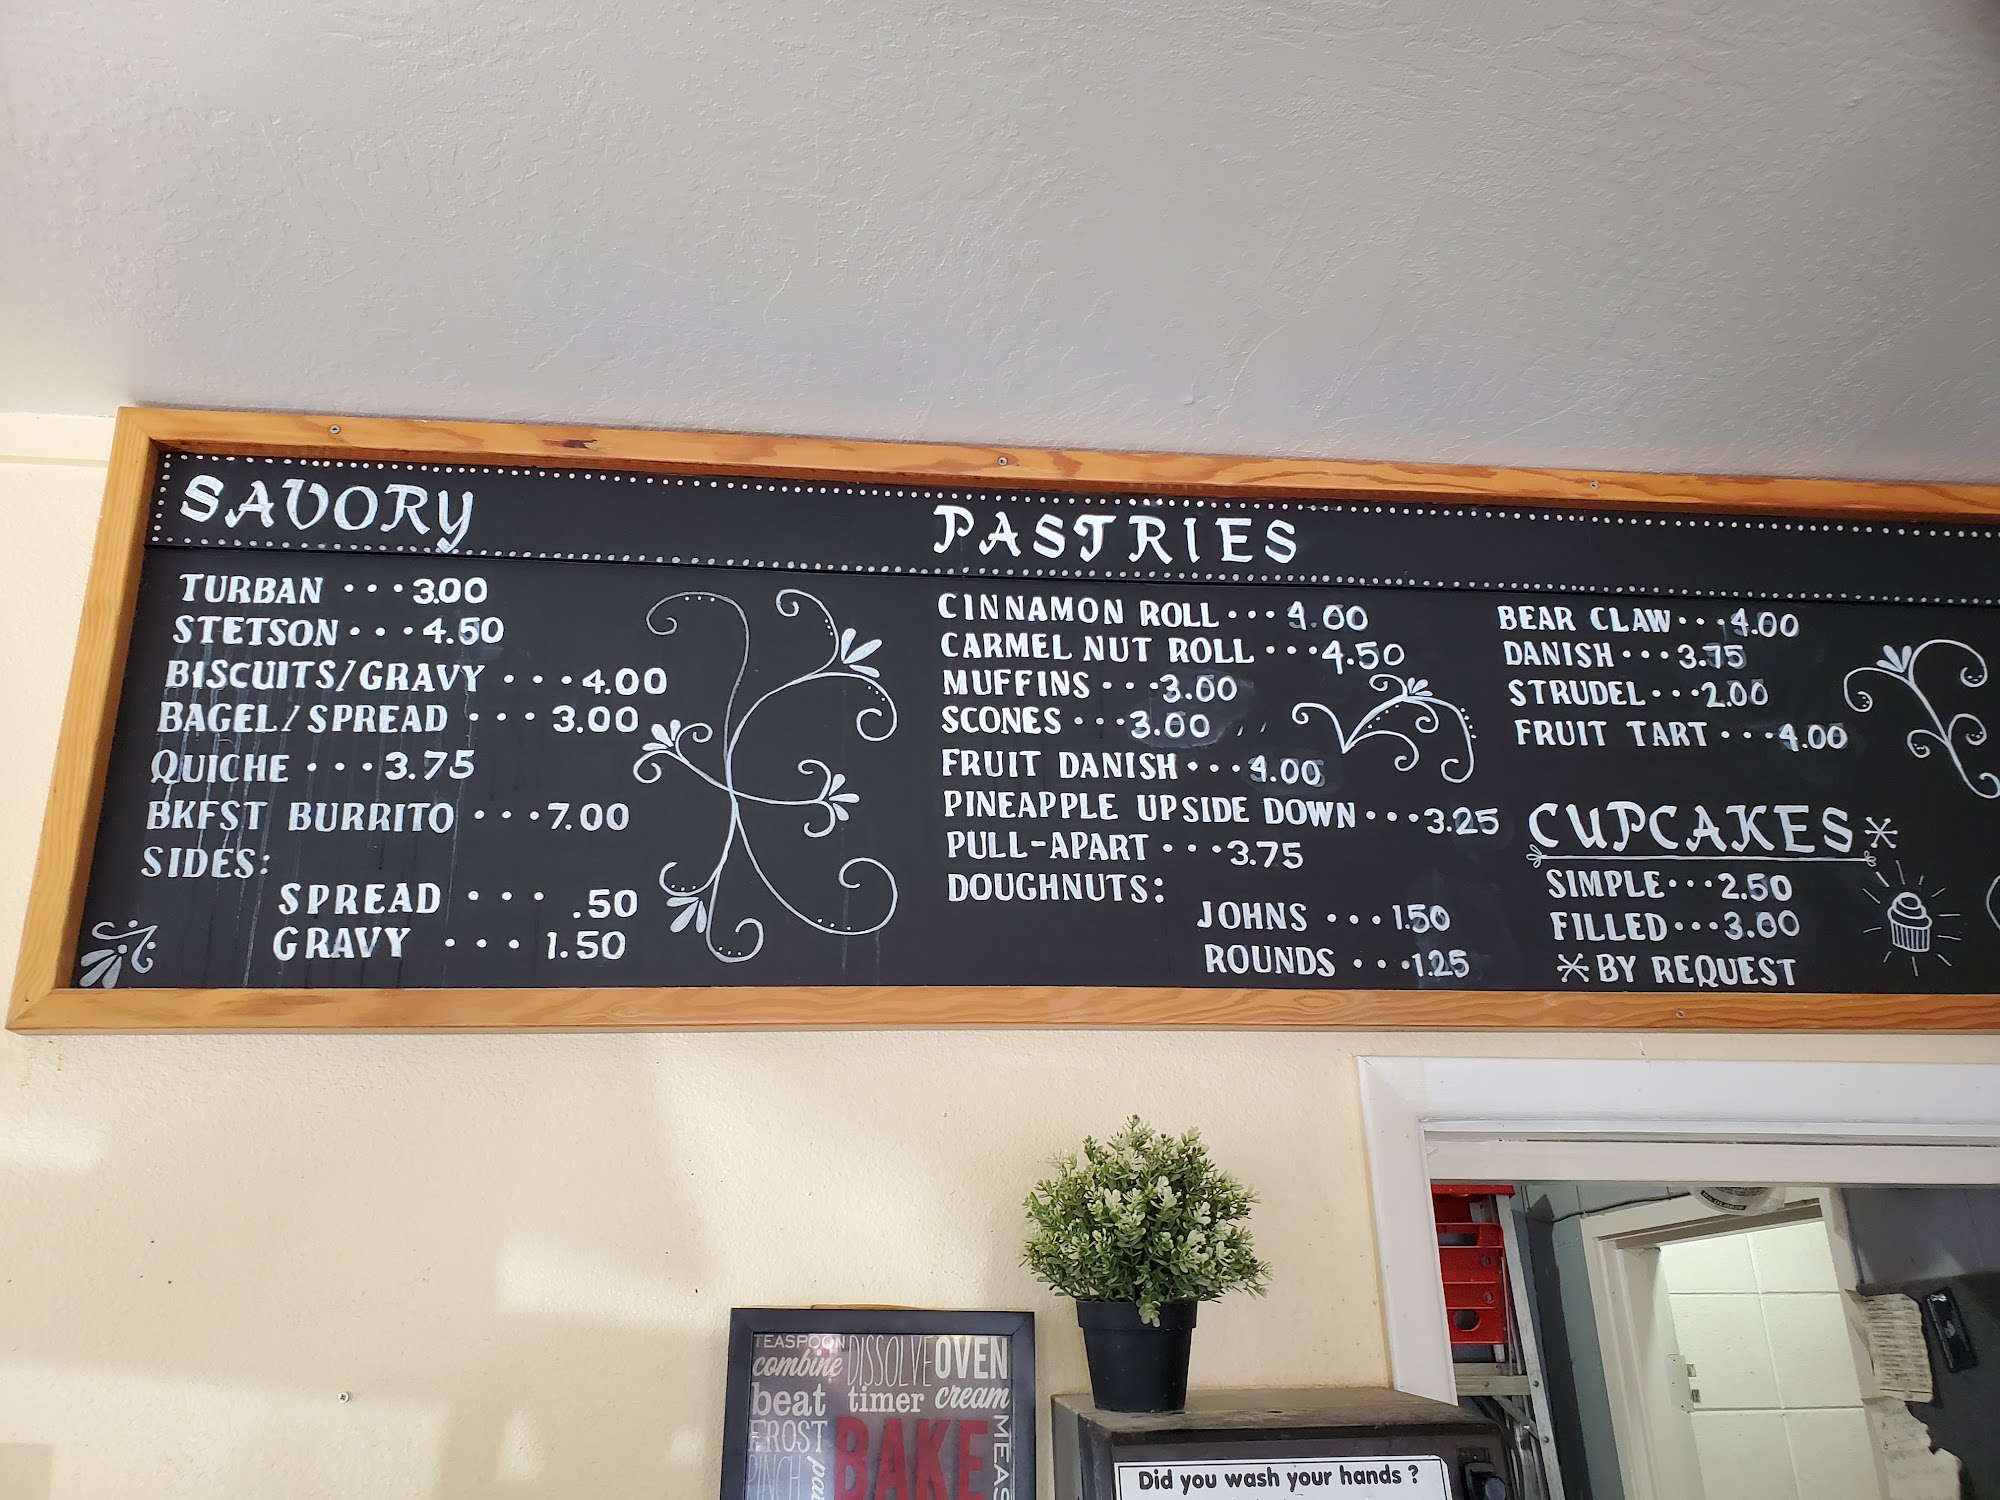 SAVORY
TURBAN ... 3.00
STETSON ... 4.50
BISCUITS/GRAVY ... 4.00
BAGEL/SPREAD ... 3.00
QUICHE ... 3.75
BKFST BURRITO ... 7.00
SIDES:
SPREAD ... .50
GRAVY ... 1.50
PASTRIES
CINNAMON ROLL ... 4.00
CARMEL NUT ROLL ... 4.50
MUFFINS ... 3.00
SCONES ... 3.00
FRUIT DANISH ... 4.00
PINEAPPLE UPSIDE DOWN ... 3.25
PULL-APART ... 3.75
DOUGHNUTS:
JOHNS ... 1.50
ROUNDS ... 1.25
BEAR CLAW ... 4.00
DANISH ... 3.75
STRUDEL ... 2.00
FRUIT TART ... 4.00
CUPCAKES*
SIMPLE ... 2.50
FILLED ... 3.00
* BY REQUEST
TEASPOON
combine DISSOLVE OVEN
beat timer cream
FROST BAKE
PINCH
Did you wash your hands ?